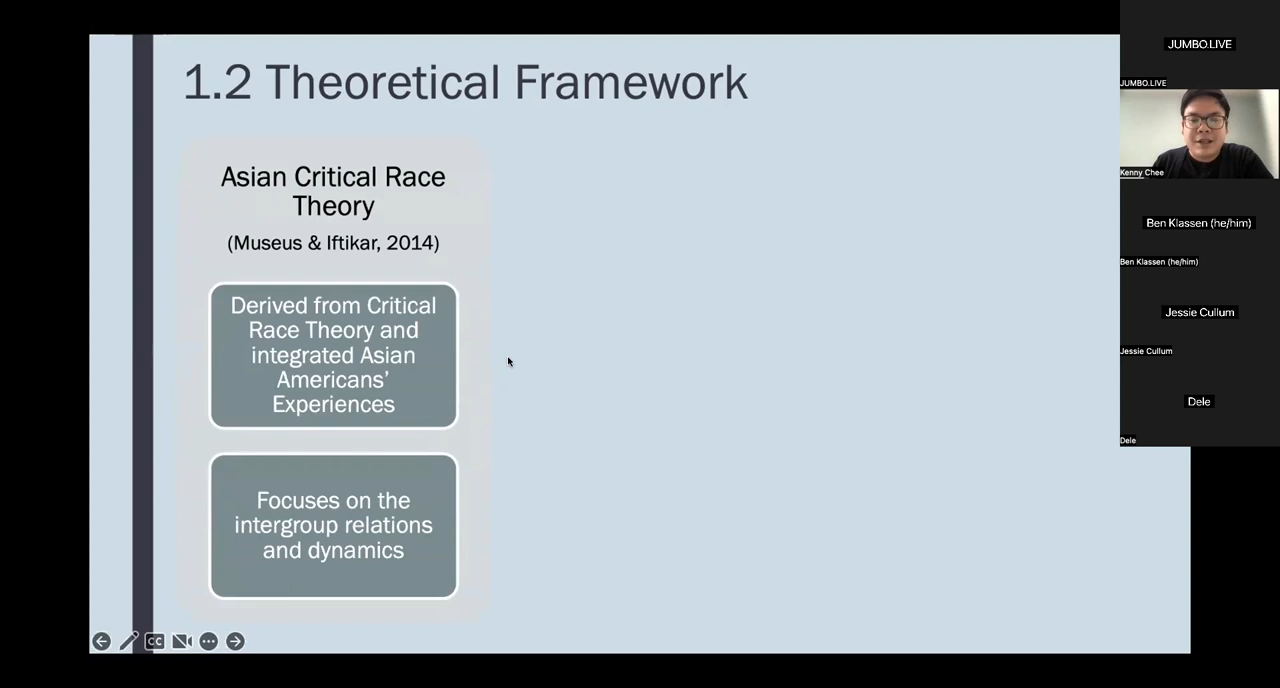 1.2 Theoretical Framework
Asian Critical Race
Theory
(Museus & Iftikar, 2014)
Derived from Critical
Race Theory and
integrated Asian
Americans’
Experiences
Focuses on the
intergroup relations
and dynamics
CC
JUMBO.LIVE
JUMBO.LIVE
Kenny Chee
Ben Klassen (he/him)
Ben Klassen (he/him)
Jessie Cullum
Jessie Cullum
Dele
Dele